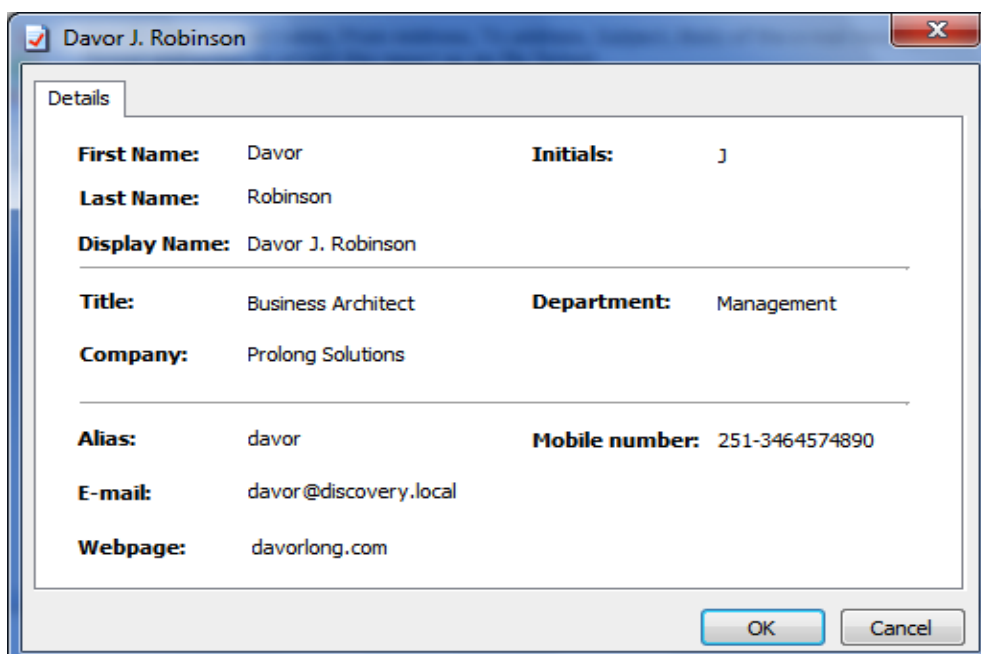 Davor J. Robinson
Details
First Name: Davor Initials: J
Last Name: Robinson
Display Name: Davor J. Robinson
Title: Business Architect Department: Management
Company: Prolong Solutions
Alias: davor Mobile number: 251-3464574890
E-mail: davor@discovery.local
Webpage: davorlong.com
OK Cancel